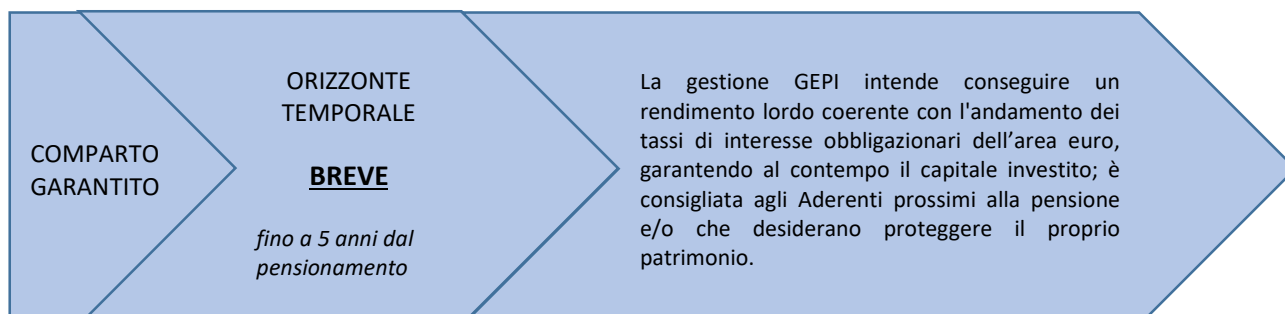 COMPARTO
GARANTITO
ORIZZONTE
TEMPORALE
BREVE
fino a 5 anni dal
pensionamento
La gestione GEPI intende conseguire un
rendimento lordo coerente con l'andamento dei
tassi di interesse obbligazionari dell’area euro,
garantendo al contempo il capitale investito; è
consigliata agli Aderenti prossimi alla pensione
e/o che desiderano proteggere il proprio
patrimonio.